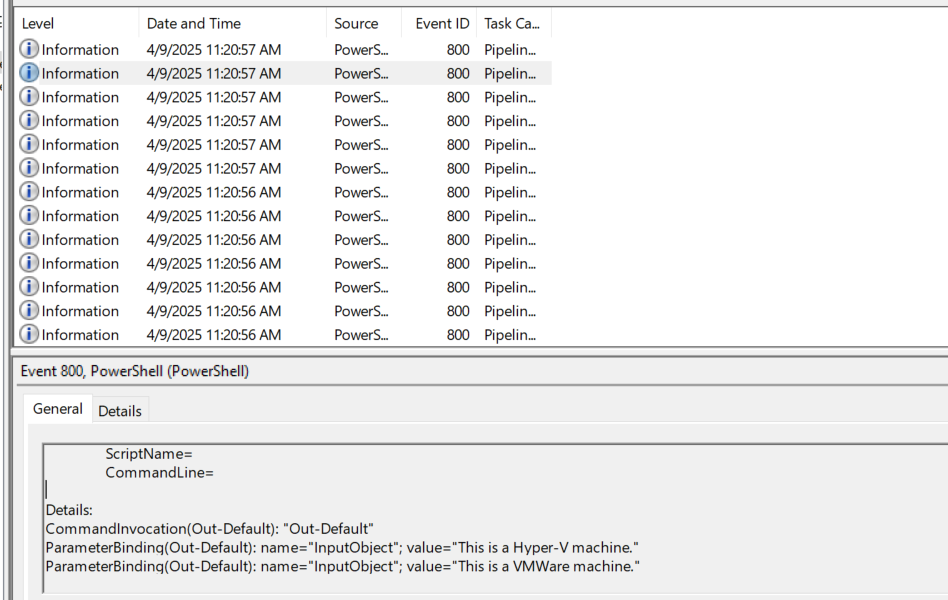 Level Date and Time Source Event ID Task Ca...
Information 4/9/2025 11:20:57 AM PowerS... 800 Pipelin...
Information 4/9/2025 11:20:57 AM PowerS... 800 Pipelin...
Information 4/9/2025 11:20:57 AM PowerS... 800 Pipelin...
Information 4/9/2025 11:20:57 AM PowerS... 800 Pipelin...
Information 4/9/2025 11:20:57 AM PowerS... 800 Pipelin...
Information 4/9/2025 11:20:57 AM PowerS... 800 Pipelin...
Information 4/9/2025 11:20:56 AM PowerS... 800 Pipelin...
Information 4/9/2025 11:20:56 AM PowerS... 800 Pipelin...
Information 4/9/2025 11:20:56 AM PowerS... 800 Pipelin...
Information 4/9/2025 11:20:56 AM PowerS... 800 Pipelin...
Information 4/9/2025 11:20:56 AM PowerS... 800 Pipelin...
Information 4/9/2025 11:20:56 AM PowerS... 800 Pipelin...
Information 4/9/2025 11:20:56 AM PowerS... 800 Pipelin...
Event 800, PowerShell (PowerShell)
General Details
ScriptName=
CommandLine=
Details:
CommandInvocation(Out-Default): "Out-Default"
ParameterBinding(Out-Default): name="InputObject"; value="This is a Hyper-V machine."
ParameterBinding(Out-Default): name="InputObject"; value="This is a VMWare machine."